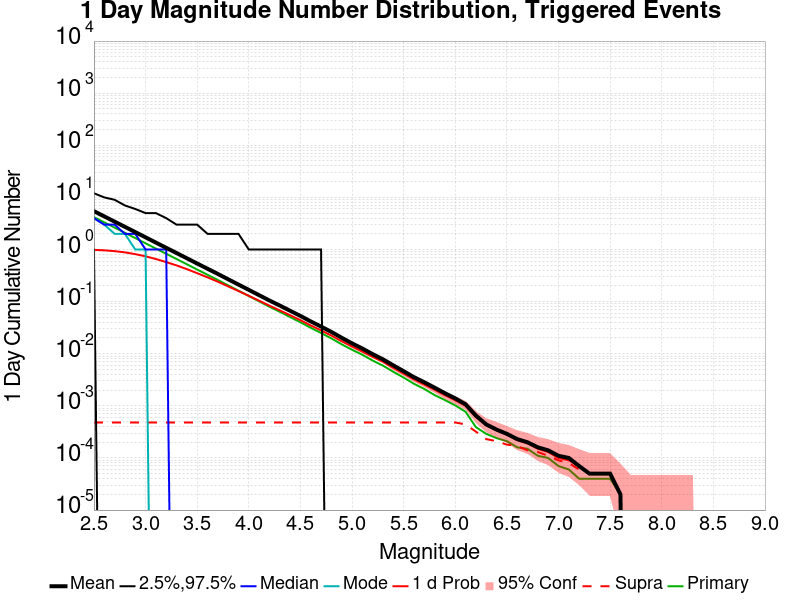 1 Day Magnitude Number Distribution, Triggered Events
10^4
10^3
10^2
10^1
10^0
10^-1
10^-2
10^-3
10^-4
10^-5
1 Day Cumulative Number
2.5 3.0 3.5 4.0 4.5 5.0 5.5 6.0 6.5 7.0 7.5 8.0 8.5 9.0
Magnitude
Mean 2.5%,97.5% Median Mode 1 d Prob 95% Conf Supra Primary